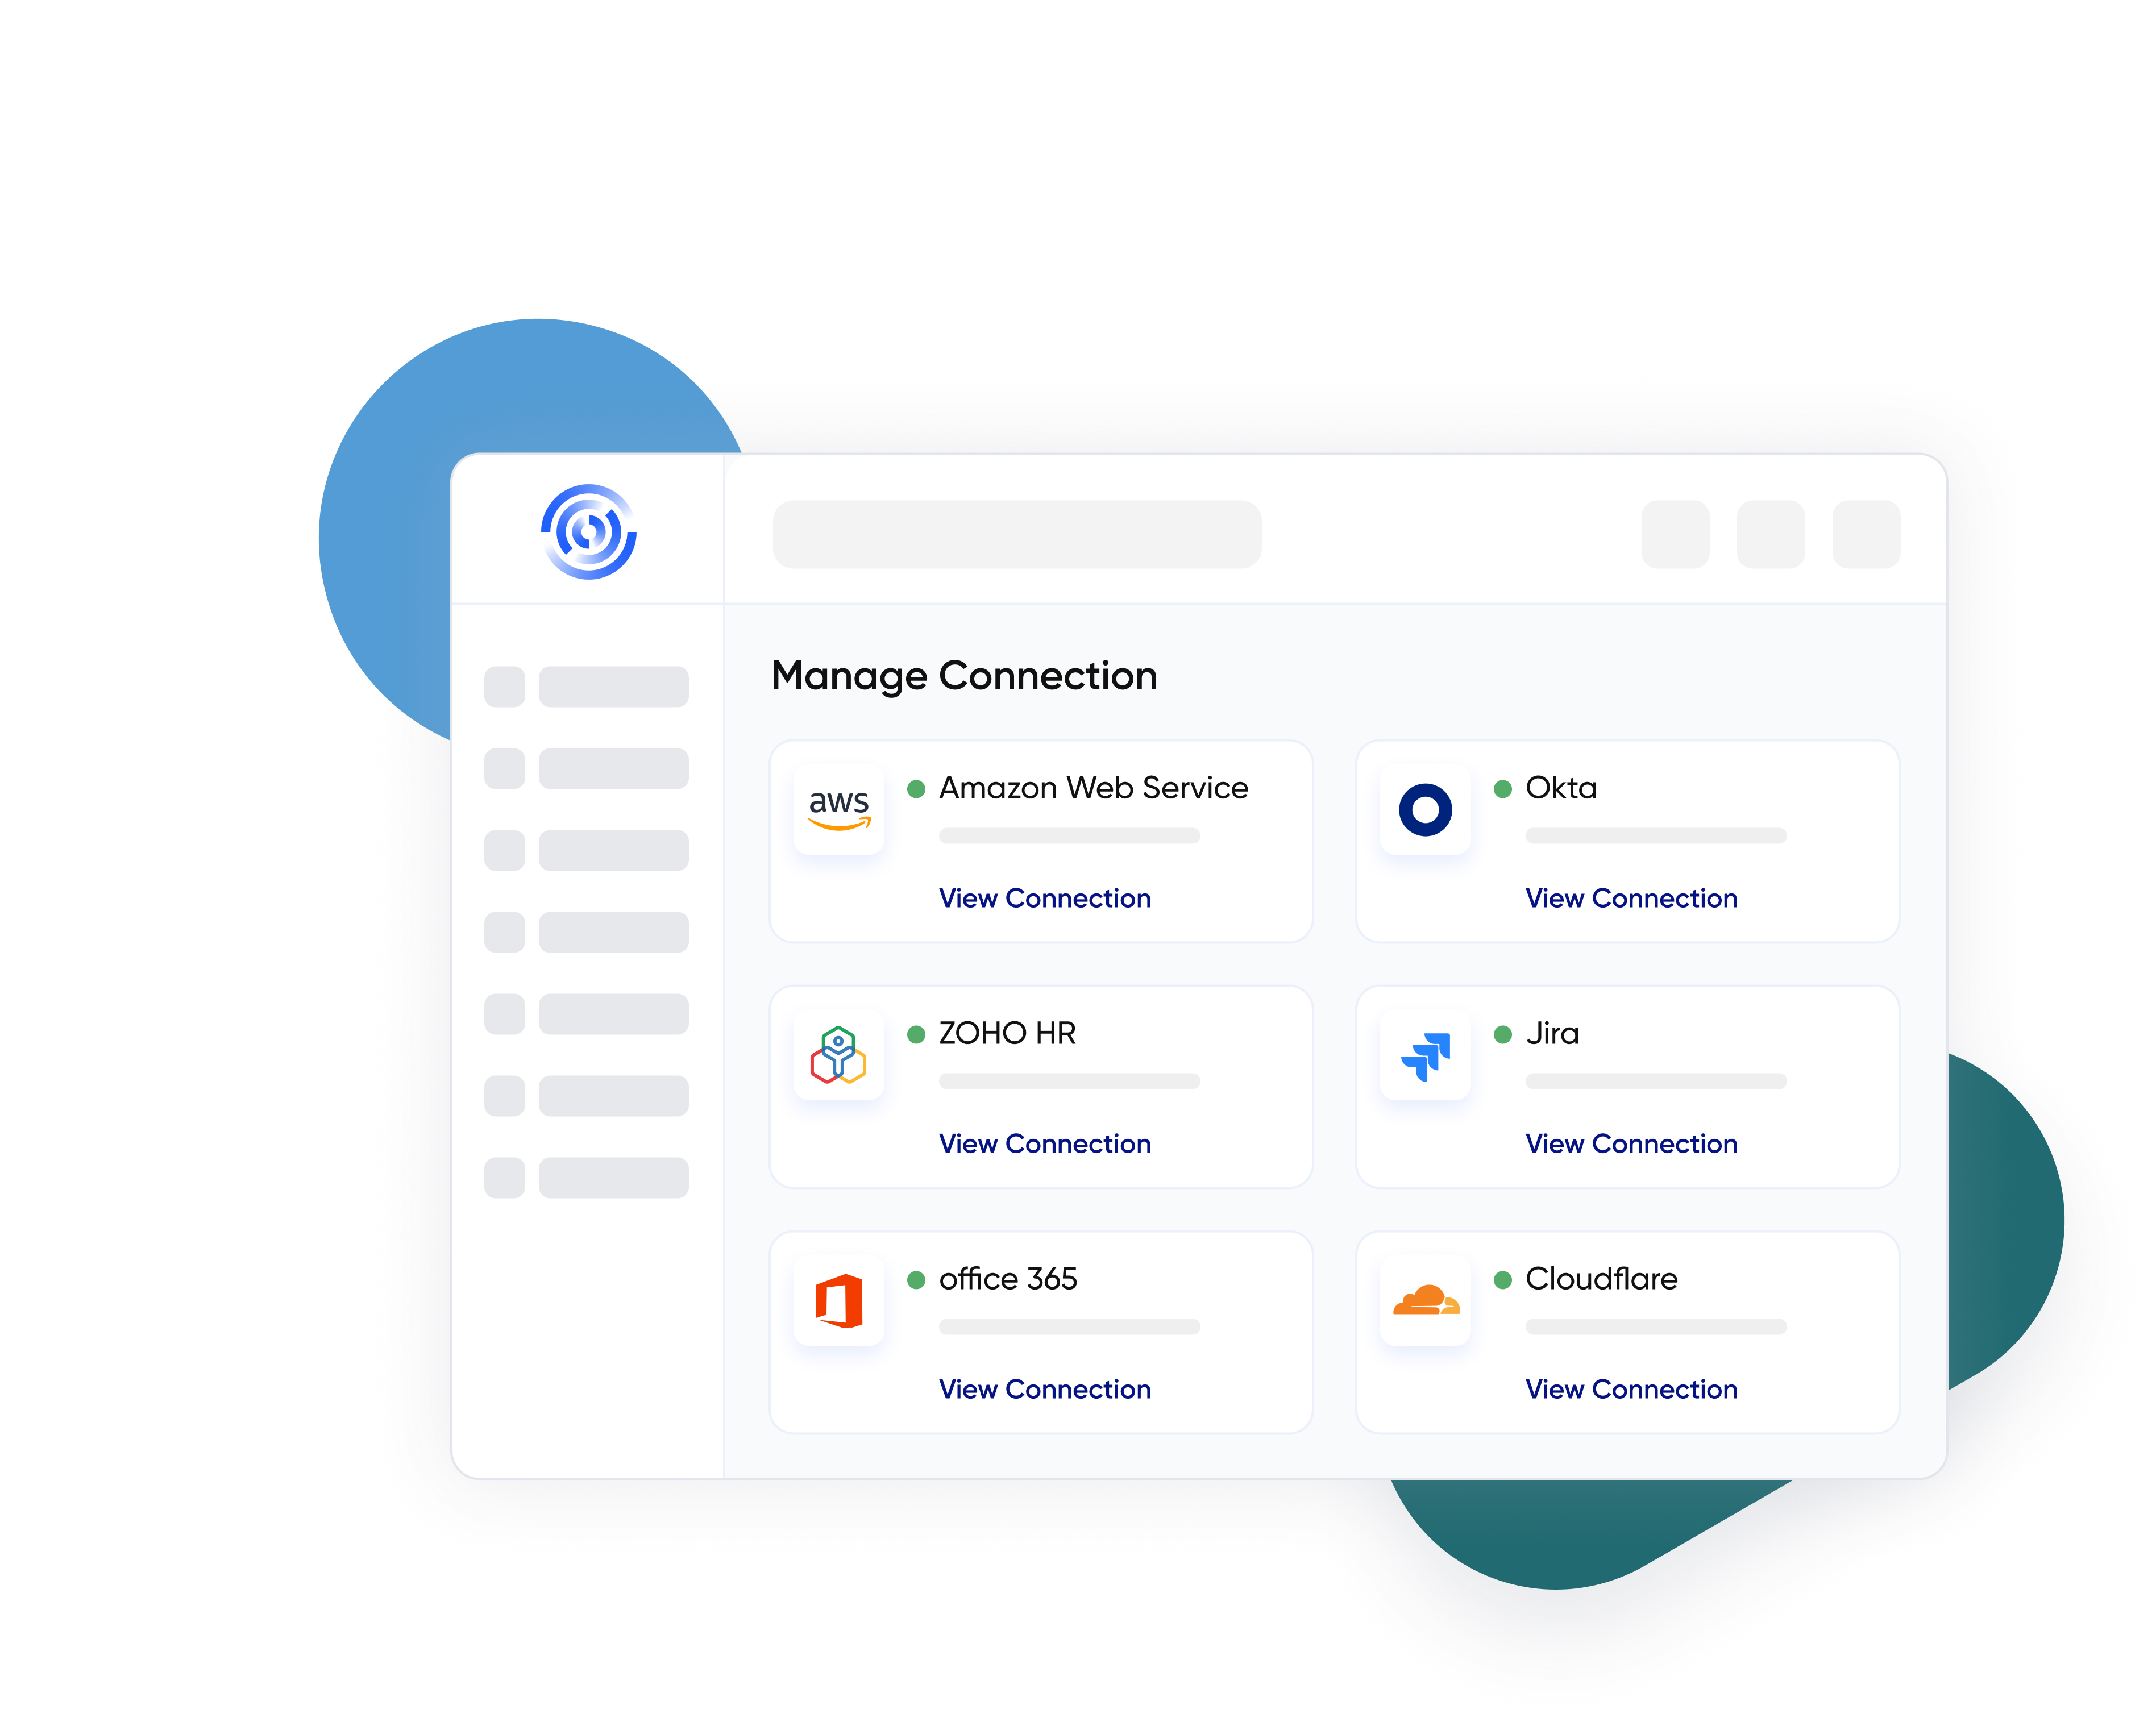 Manage Connection
aws
Amazon Web Service
View Connection
Okta
View Connection
ZOHO HR
View Connection
Jira
View Connection
office 365
View Connection
Cloudflare
View Connection